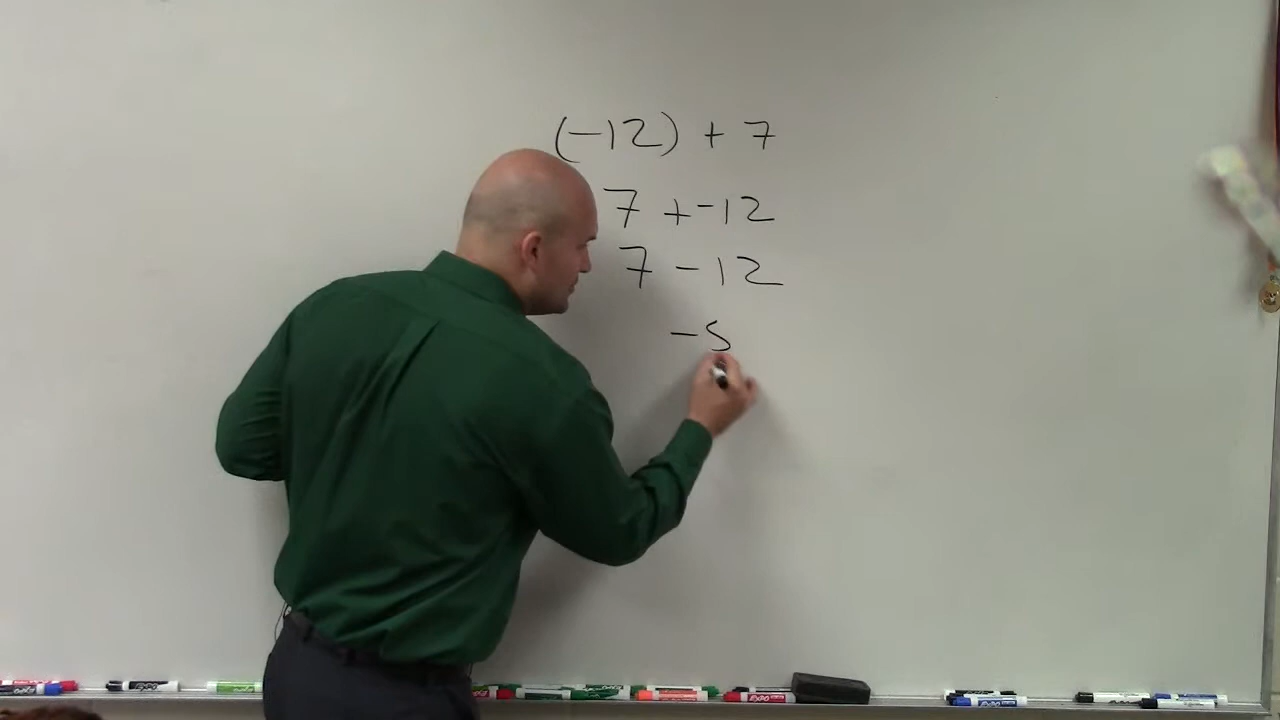 (-12) + 7
7 + -12
7 - 12
-5